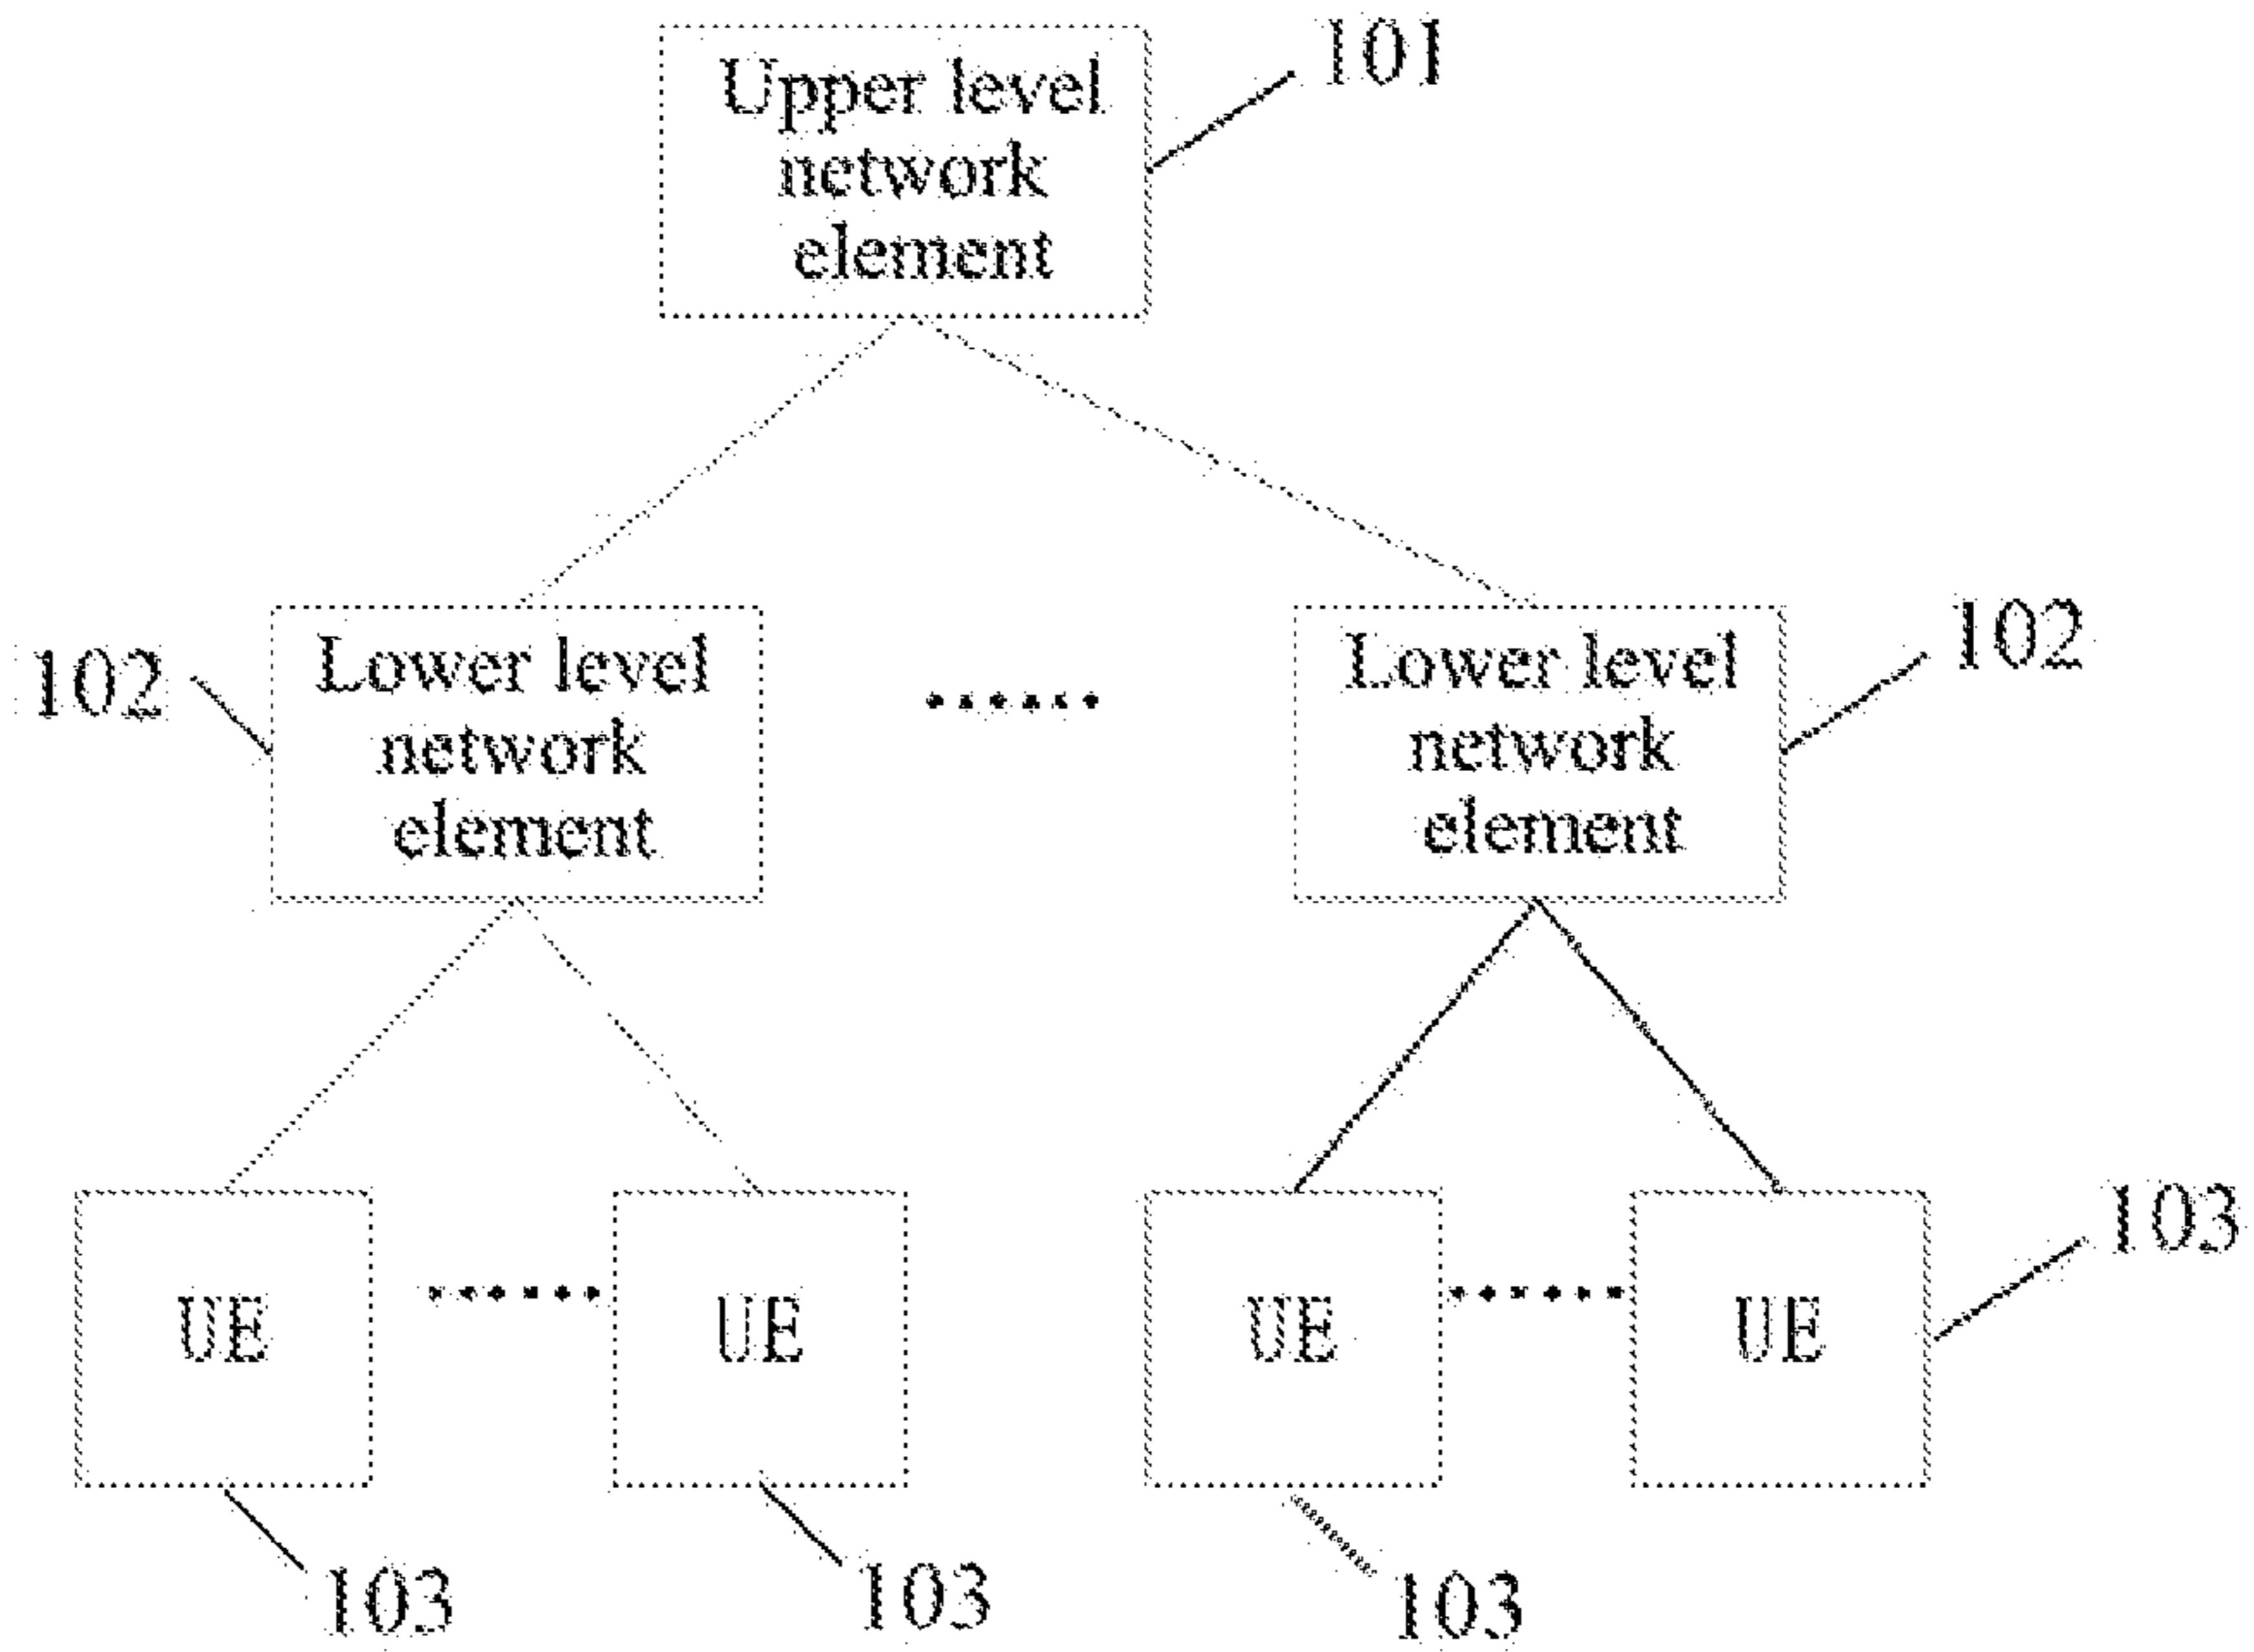 Upper level
network
element
101
102
Lower level
network
element
......
Lower level
network
element
102
UE
......
UE
UE
......
UE
103
103
103
103